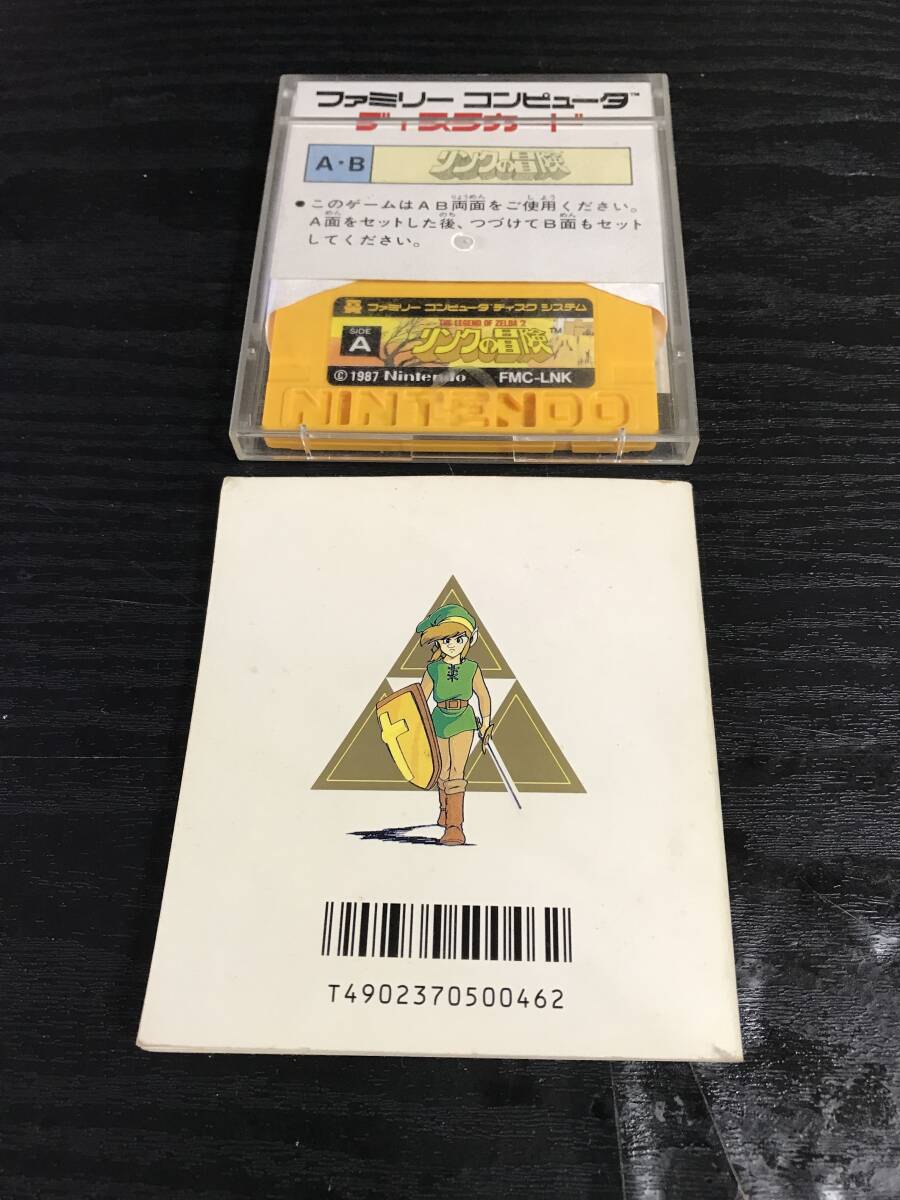 ファミリー コンピュータ™
ディスクカード
A・B リンクの冒険
●このゲームはAB両面をご使用ください。
A面をセットした後、つづけてB面もセット
してください。
ファミリー コンピュータ ディスク システム
THE LEGEND OF ZELDA 2
SIDE A リンクの冒険™
©1987 Nintendo FMC-LNK
NINTENDO
T4902370500462